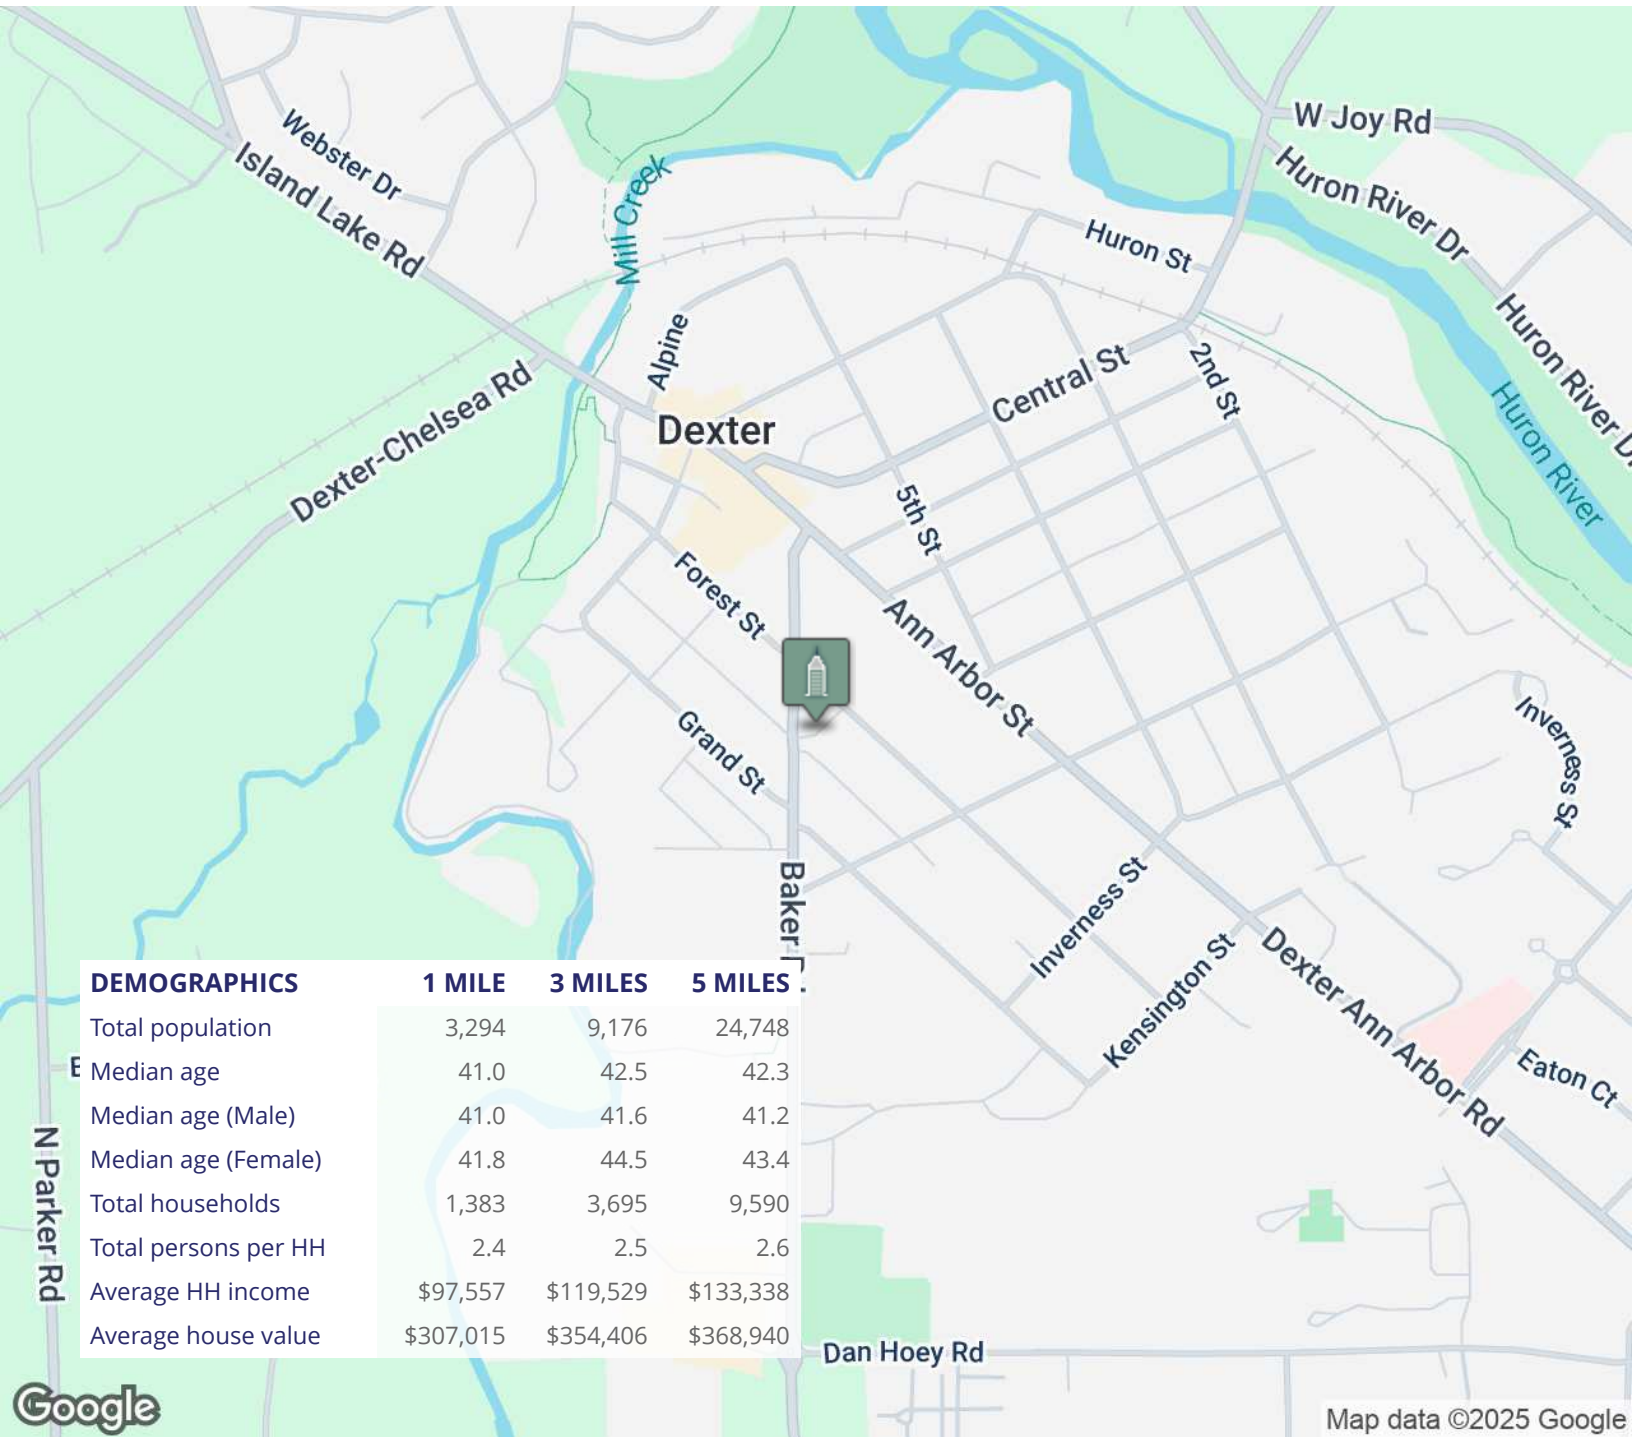 W Joy Rd
Webster Dr
Island Lake Rd
Mill Creek
Huron River Dr
Huron St
Huron River
Alpine
Central St
2nd St
Huron River
Dexter-Chelsea Rd
Dexter
5th St
Forest St
Ann Arbor St
Inverness St
Grand St
Baker
Inverness St
Kensington St
Dexter Ann Arbor Rd
Eaton Ct
N Parker Rd
DEMOGRAPHICS 1 MILE 3 MILES 5 MILES
Total population 3,294 9,176 24,748
Median age 41.0 42.5 42.3
Median age (Male) 41.0 41.6 41.2
Median age (Female) 41.8 44.5 43.4
Total households 1,383 3,695 9,590
Total persons per HH 2.4 2.5 2.6
Average HH income $97,557 $119,529 $133,338
Average house value $307,015 $354,406 $368,940
Dan Hoey Rd
Google
Map data ©2025 Google